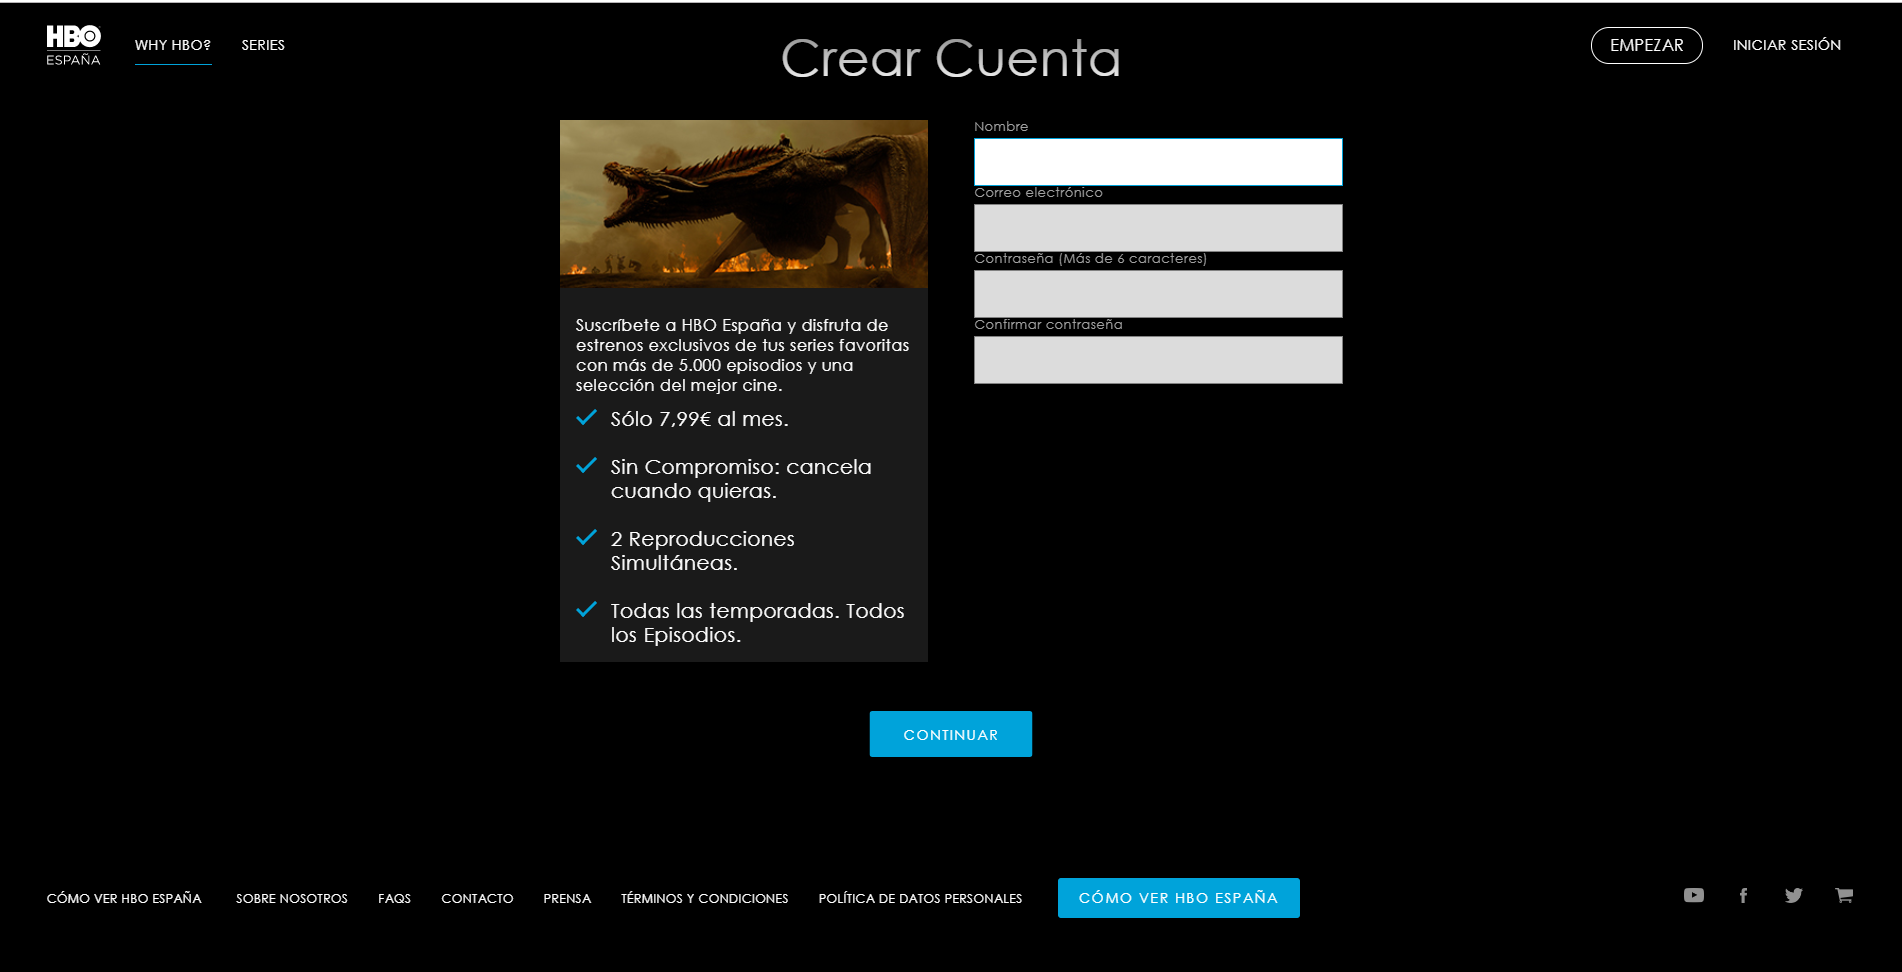 HBO
ESPAÑA
WHY HBO?
SERIES
Crear Cuenta
EMPEZAR
INICIAR SESIÓN
Suscríbete a HBO España y disfruta de
estrenos exclusivos de tus series favoritas
con más de 5.000 episodios y una
selección del mejor cine.
Sólo 7,99€ al mes.
Sin Compromiso: cancela
cuando quieras.
2 Reproducciones
Simultáneas.
Todas las temporadas. Todos
los Episodios.
Nombre
Correo electrónico
Contraseña (Más de 6 caracteres)
Confirmar contraseña
CONTINUAR
CÓMO VER HBO ESPAÑA
SOBRE NOSOTROS
FAQS
CONTACTO
PRENSA
TÉRMINOS Y CONDICIONES
POLÍTICA DE DATOS PERSONALES
CÓMO VER HBO ESPAÑA